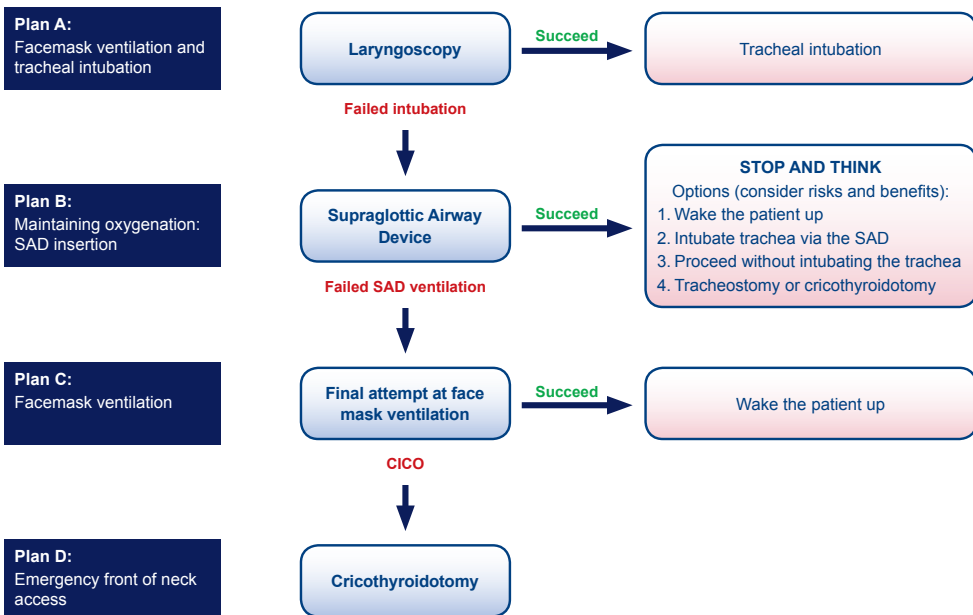 Plan A:
Facemask ventilation and
tracheal intubation
Laryngoscopy
Succeed
Tracheal intubation
Failed intubation
Plan B:
Maintaining oxygenation:
SAD insertion
Supraglottic Airway
Device
Succeed
STOP AND THINK
Options (consider risks and benefits):
1. Wake the patient up
2. Intubate trachea via the SAD
3. Proceed without intubating the trachea
4. Tracheostomy or cricothyroidotomy
Failed SAD ventilation
Plan C:
Facemask ventilation
Final attempt at face
mask ventilation
Succeed
Wake the patient up
CICO
Plan D:
Emergency front of neck
access
Cricothyroidotomy